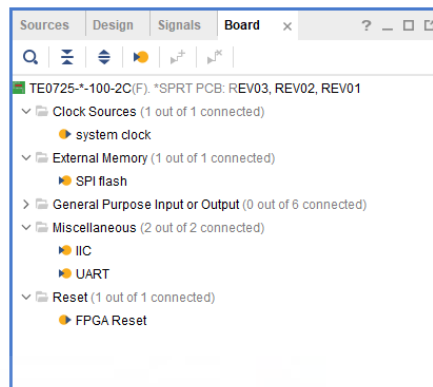 Sources Design Signals Board × ? _
TE0725-*-100-2C(F). *SPRT PCB: REV03, REV02, REV01
Clock Sources (1 out of 1 connected)
system clock
External Memory (1 out of 1 connected)
SPI flash
General Purpose Input or Output (0 out of 6 connected)
Miscellaneous (2 out of 2 connected)
IIC
UART
Reset (1 out of 1 connected)
FPGA Reset